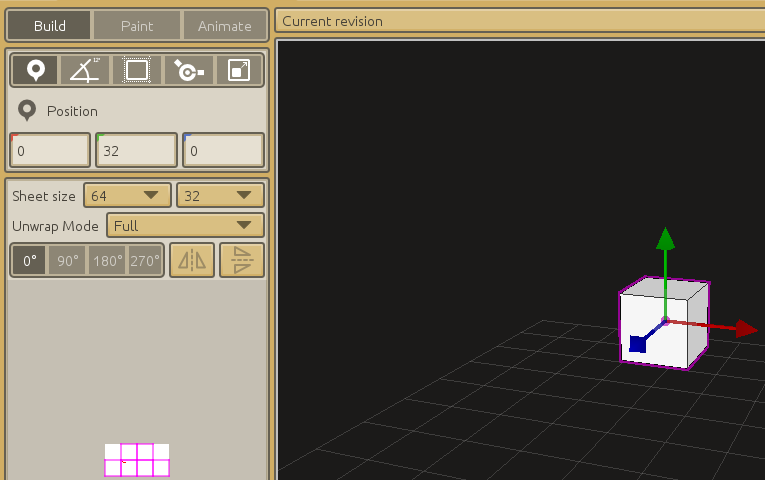 Build Paint Animate
Current revision
12°
Position
0 32 0
Sheet size 64 32
Unwrap Mode Full
0° 90° 180° 270°